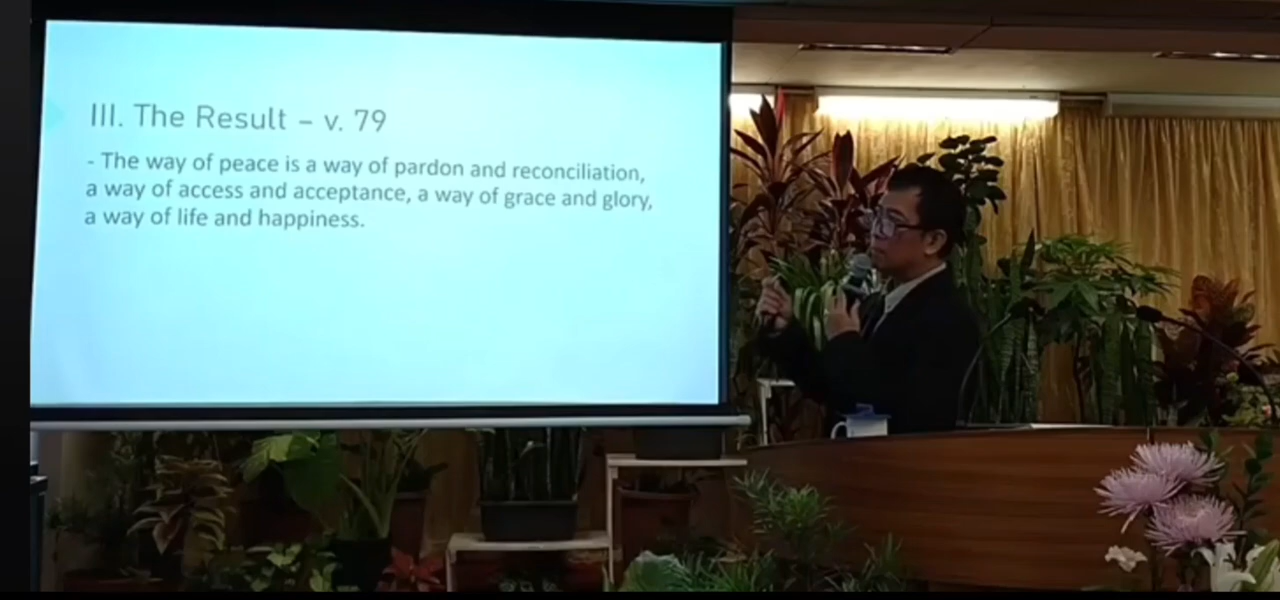 III. The Result – v. 79
- The way of peace is a way of pardon and reconciliation,
a way of access and acceptance, a way of grace and glory,
a way of life and happiness.